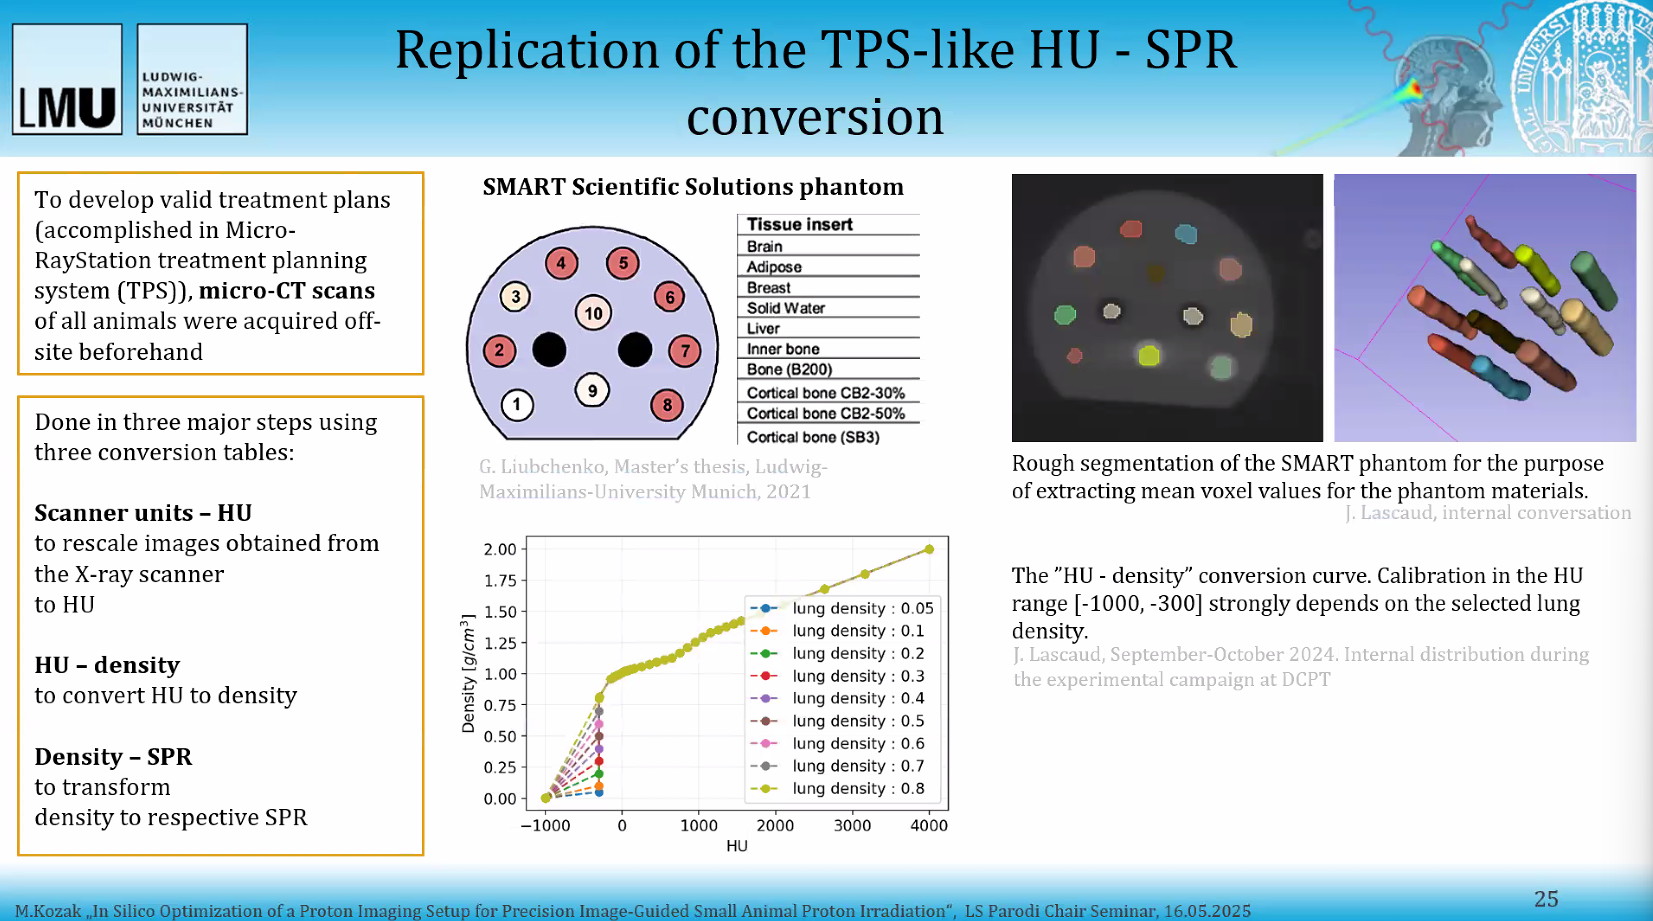 LMU
LUDWIG-
MAXIMILIANS-
UNIVERSITÄT
MÜNCHEN
Replication of the TPS-like HU - SPR
conversion
To develop valid treatment plans
(accomplished in Micro-
RayStation treatment planning
system (TPS)), micro-CT scans
of all animals were acquired off-
site beforehand
Done in three major steps using
three conversion tables:
Scanner units – HU
to rescale images obtained from
the X-ray scanner
to HU
HU – density
to convert HU to density
Density – SPR
to transform
density to respective SPR
SMART Scientific Solutions phantom
4 5
3 6
10
2 7
9
1 8
Tissue insert
Brain
Adipose
Breast
Solid Water
Liver
Inner bone
Bone (B200)
Cortical bone CB2-30%
Cortical bone CB2-50%
Cortical bone (SB3)
G. Liubchenko, Master's thesis, Ludwig-
Maximilians-University Munich, 2021
Density [g/cm³]
2.00
1.75
1.50
1.25
1.00
0.75
0.50
0.25
0.00
−1000 0 1000 2000 3000 4000
HU
lung density : 0.05
lung density : 0.1
lung density : 0.2
lung density : 0.3
lung density : 0.4
lung density : 0.5
lung density : 0.6
lung density : 0.7
lung density : 0.8
Rough segmentation of the SMART phantom for the purpose
of extracting mean voxel values for the phantom materials.
J. Lascaud, internal conversation
The ”HU - density” conversion curve. Calibration in the HU
range [-1000, -300] strongly depends on the selected lung
density.
J. Lascaud, September-October 2024. Internal distribution during
the experimental campaign at DCPT
M.Kozak „In Silico Optimization of a Proton Imaging Setup for Precision Image-Guided Small Animal Proton Irradiation“, LS Parodi Chair Seminar, 16.05.2025
25